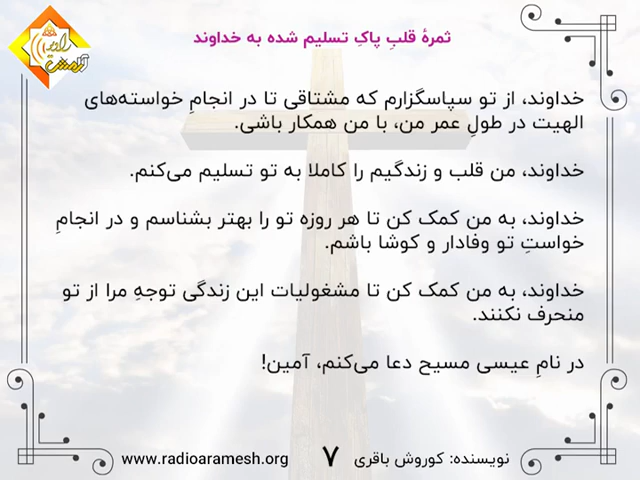 ثمرهٔ قلبِ پاکِ تسلیم شده به خداوند
خداوند، از تو سپاسگزارم که مشتاقی تا در انجامِ خواسته‌های
الهیت در طولِ عمر من، با من همکار باشی.
خداوند، من قلب و زندگیم را کاملا به تو تسلیم می‌کنم.
خداوند، به من کمک کن تا هر روزه تو را بهتر بشناسم و در انجامِ
خواستِ تو وفادار و کوشا باشم.
خداوند، به من کمک کن تا مشغولیات این زندگی توجهِ مرا از تو
منحرف نکنند.
در نامِ عیسی مسیح دعا می‌کنم، آمین!
نویسنده: کوروش باقری ۷ www.radioaramesh.org